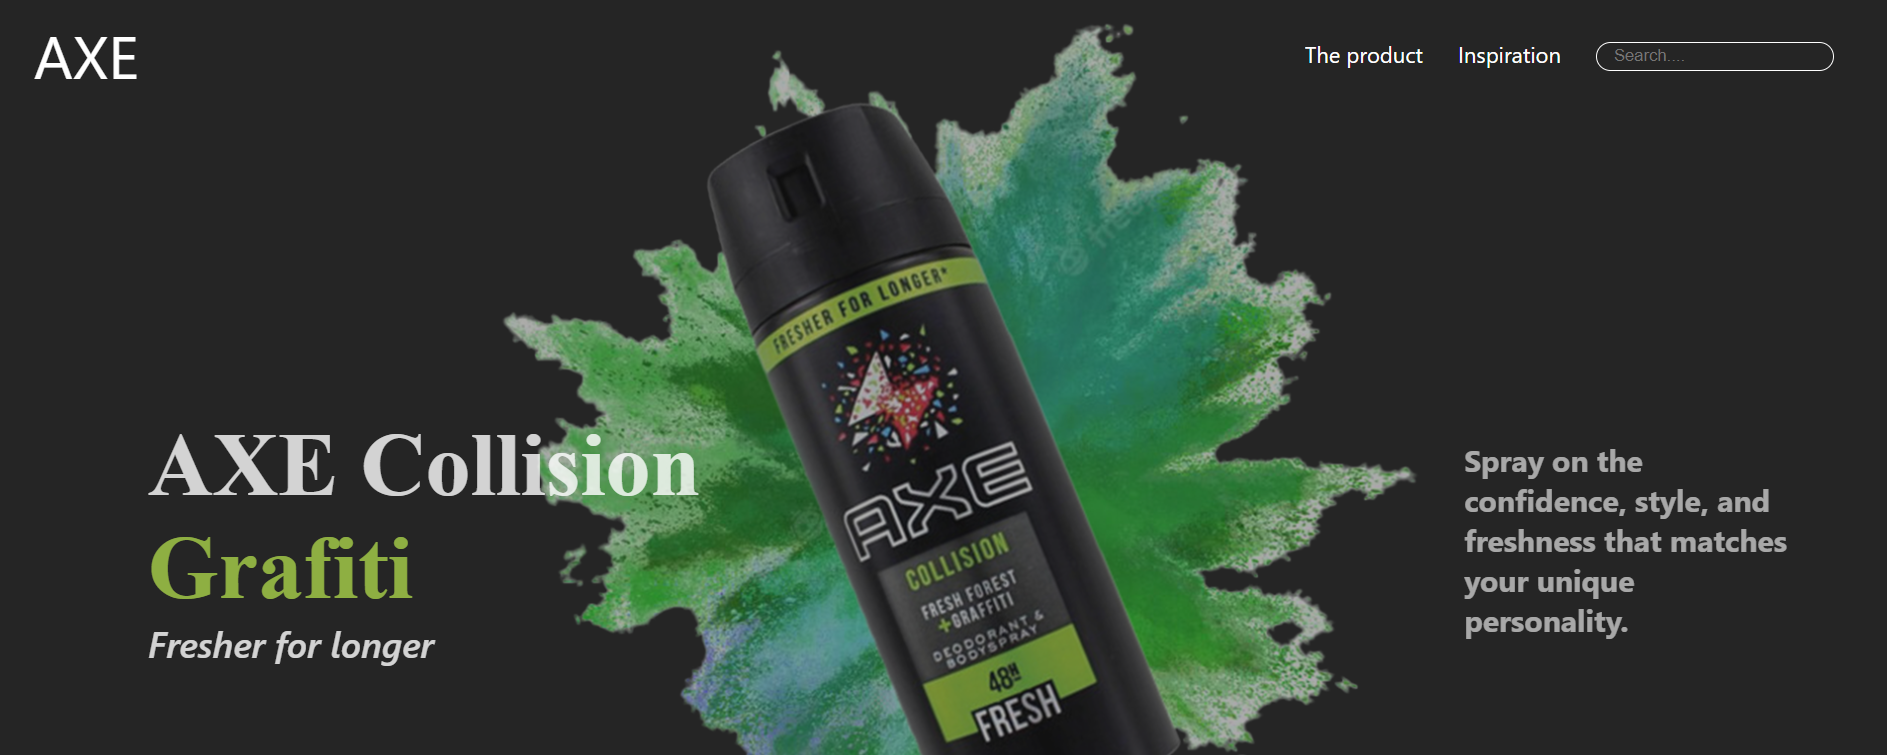 AXE
The product
Inspiration
Search....
FRESHER FOR LONGER*
AXE
COLLISION
FRESH FOREST
+GRAFFITI
DEODORANT &
BODYSPRAY
48H
FRESH
AXE Collision
Grafiti
Fresher for longer
Spray on the
confidence, style, and
freshness that matches
your unique
personality.